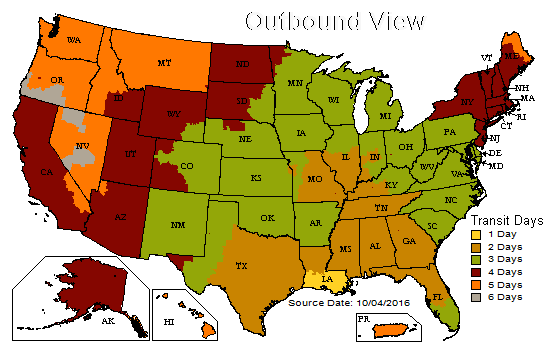 Outbound View
WA
MT
ND
OR
ID
WY
SD
MN
WI
MI
NY
VT
ME
NH
MA
RI
CT
NJ
DE
MD
PA
NV
UT
CO
NE
IA
IL
IN
OH
WV
VA
CA
AZ
NM
KS
MO
KY
NC
TN
OK
AR
SC
TX
LA
MS
AL
GA
FL
AK
HI
PR
Transit Days
1 Day
2 Days
3 Days
4 Days
5 Days
6 Days
Source Date: 10/04/2016